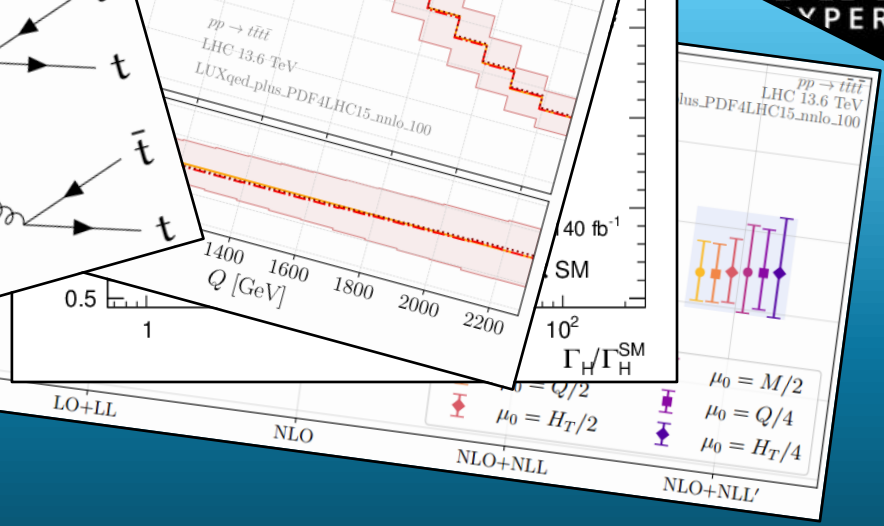 XPER
pp → tt̄tt̄
LHC 13.6 TeV
LUXqed_plus_PDF4LHC15_nnlo_100
pp → tt̄tt̄
LHC 13.6 TeV
lus_PDF4LHC15_nnlo_100
t
t̄
t
1400
1600
1800
2000
2200
Q [GeV]
40 fb⁻¹
SM
0.5
1
10²
Γ_H/Γ_H^SM
= Q/2
μ₀ = H_T/2
μ₀ = M/2
μ₀ = Q/4
μ₀ = H_T/4
LO+LL
NLO
NLO+NLL
NLO+NLL′